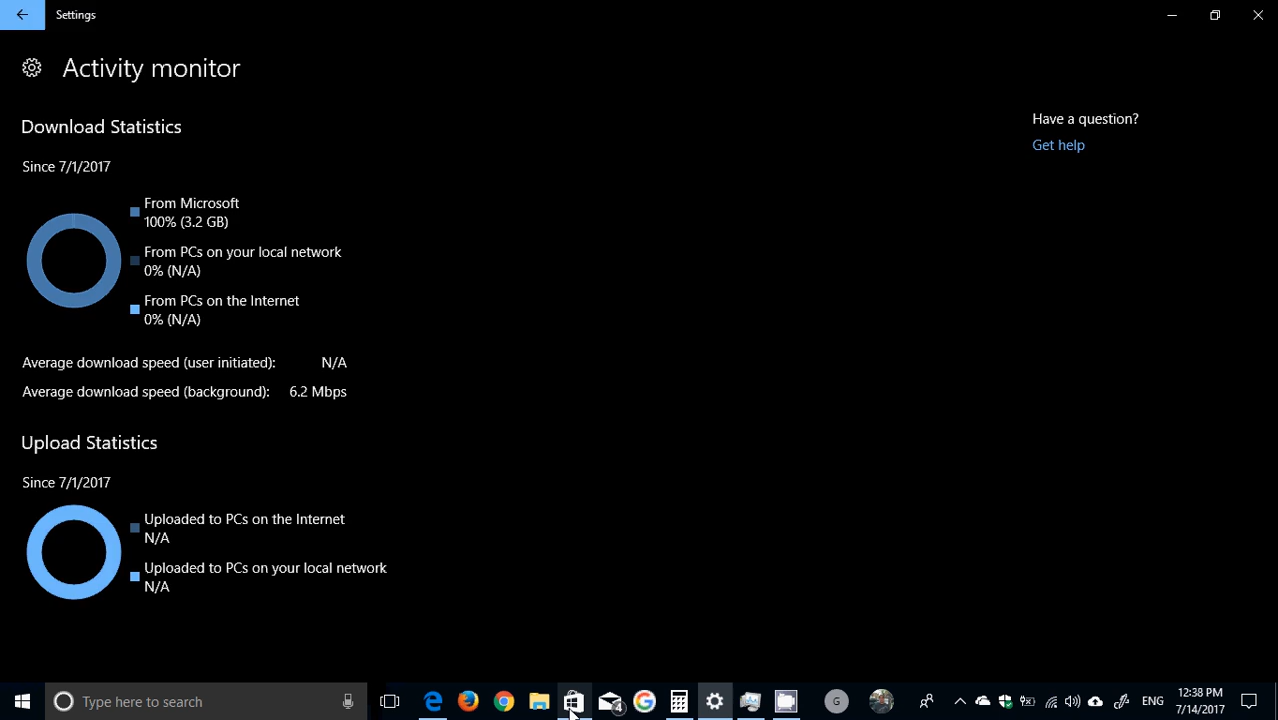 Settings
Activity monitor
Download Statistics
Have a question?
Get help
Since 7/1/2017
From Microsoft
100% (3.2 GB)
From PCs on your local network
0% (N/A)
From PCs on the Internet
0% (N/A)
Average download speed (user initiated): N/A
Average download speed (background): 6.2 Mbps
Upload Statistics
Since 7/1/2017
Uploaded to PCs on the Internet
N/A
Uploaded to PCs on your local network
N/A
Type here to search
4
G
G
ENG
12:38 PM
7/14/2017